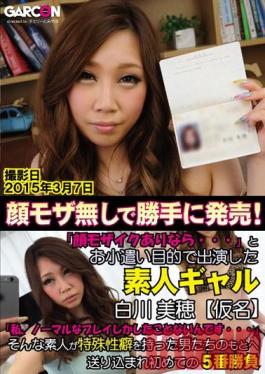 GARCON
撮影日
2015年3月7日
顔モザ無しで勝手に発売!
「顔モザイクありなら・・・」と
お小遣い目的で出演した
素人ギャル
白川 美穂【仮名】
「私、ノーマルなプレイしかしたことないんです・・・」
そんな素人が特殊性癖を持った男たちのもと
送り込まれ初めての5番勝負